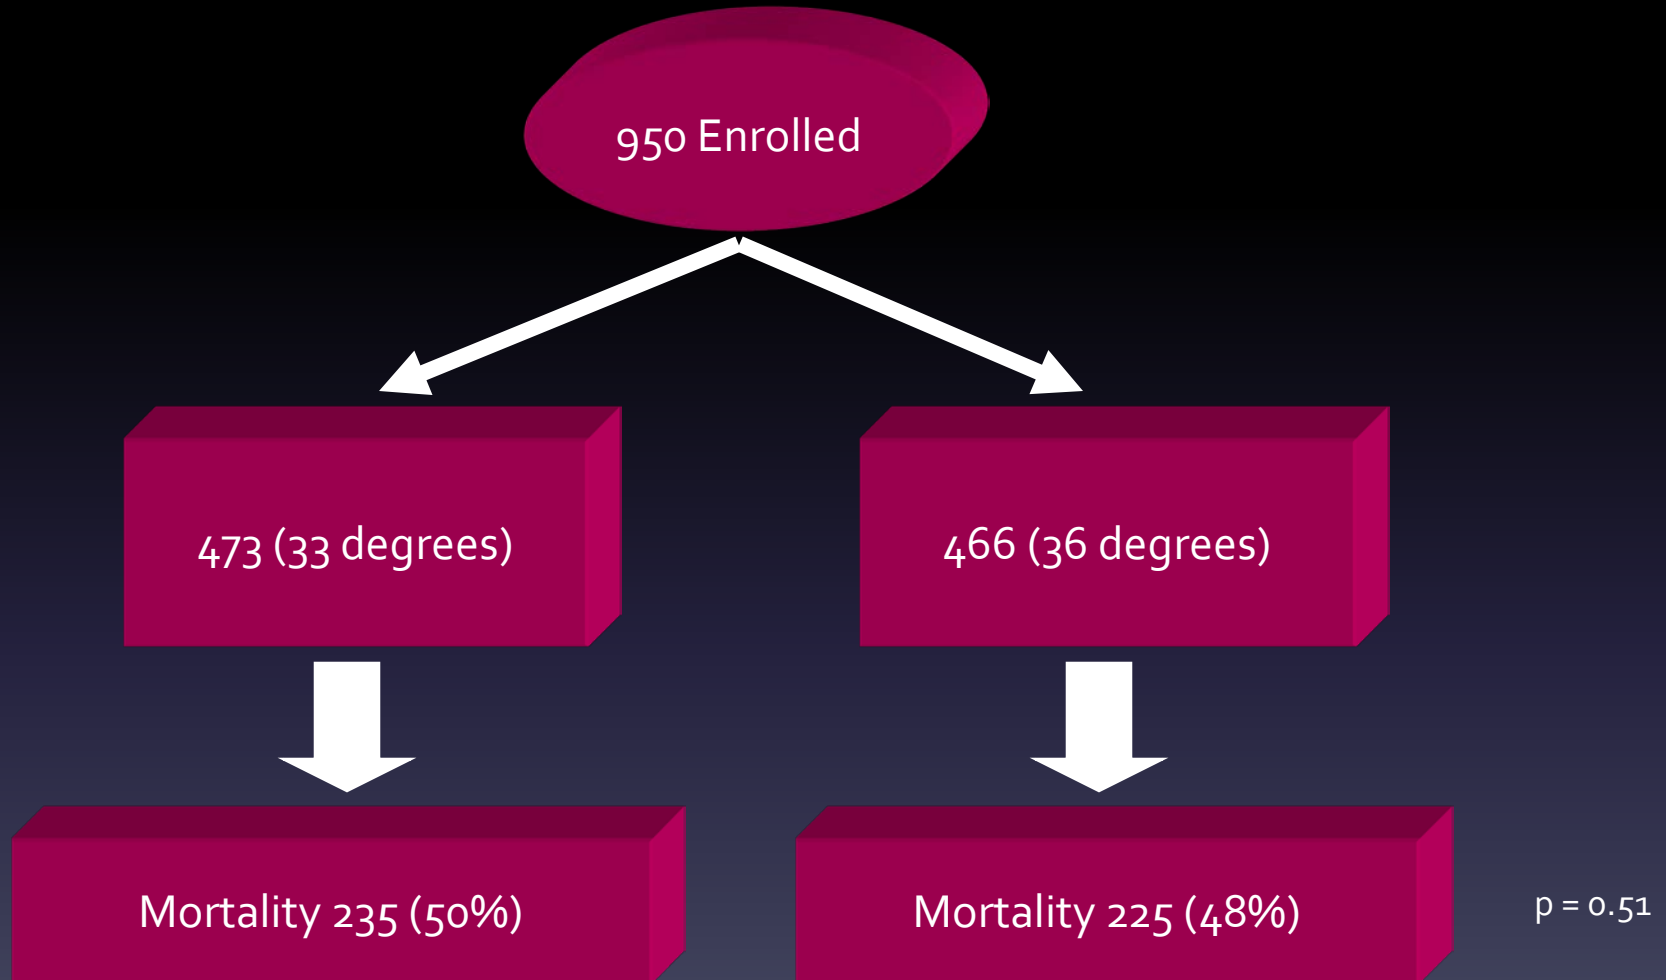 950 Enrolled
473 (33 degrees)
466 (36 degrees)
Mortality 235 (50%)
Mortality 225 (48%)
p = 0.51